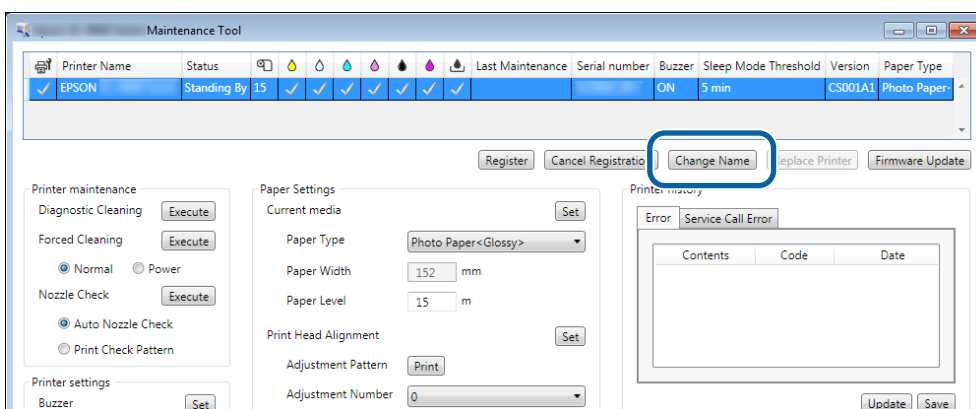 Maintenance Tool
Printer Name Status Last Maintenance Serial number Buzzer Sleep Mode Threshold Version Paper Type
EPSON Standing By 15 ON 5 min CS001A1 Photo Paper-
Register Cancel Registration Change Name Replace Printer Firmware Update
Printer maintenance
Diagnostic Cleaning Execute
Forced Cleaning Execute
Normal Power
Nozzle Check Execute
Auto Nozzle Check
Print Check Pattern
Printer settings
Buzzer Set
Paper Settings
Current media Set
Paper Type Photo Paper<Glossy>
Paper Width 152 mm
Paper Level 15 m
Print Head Alignment Set
Adjustment Pattern Print
Adjustment Number 0
Printer history
Error Service Call Error
Contents Code Date
Update Save